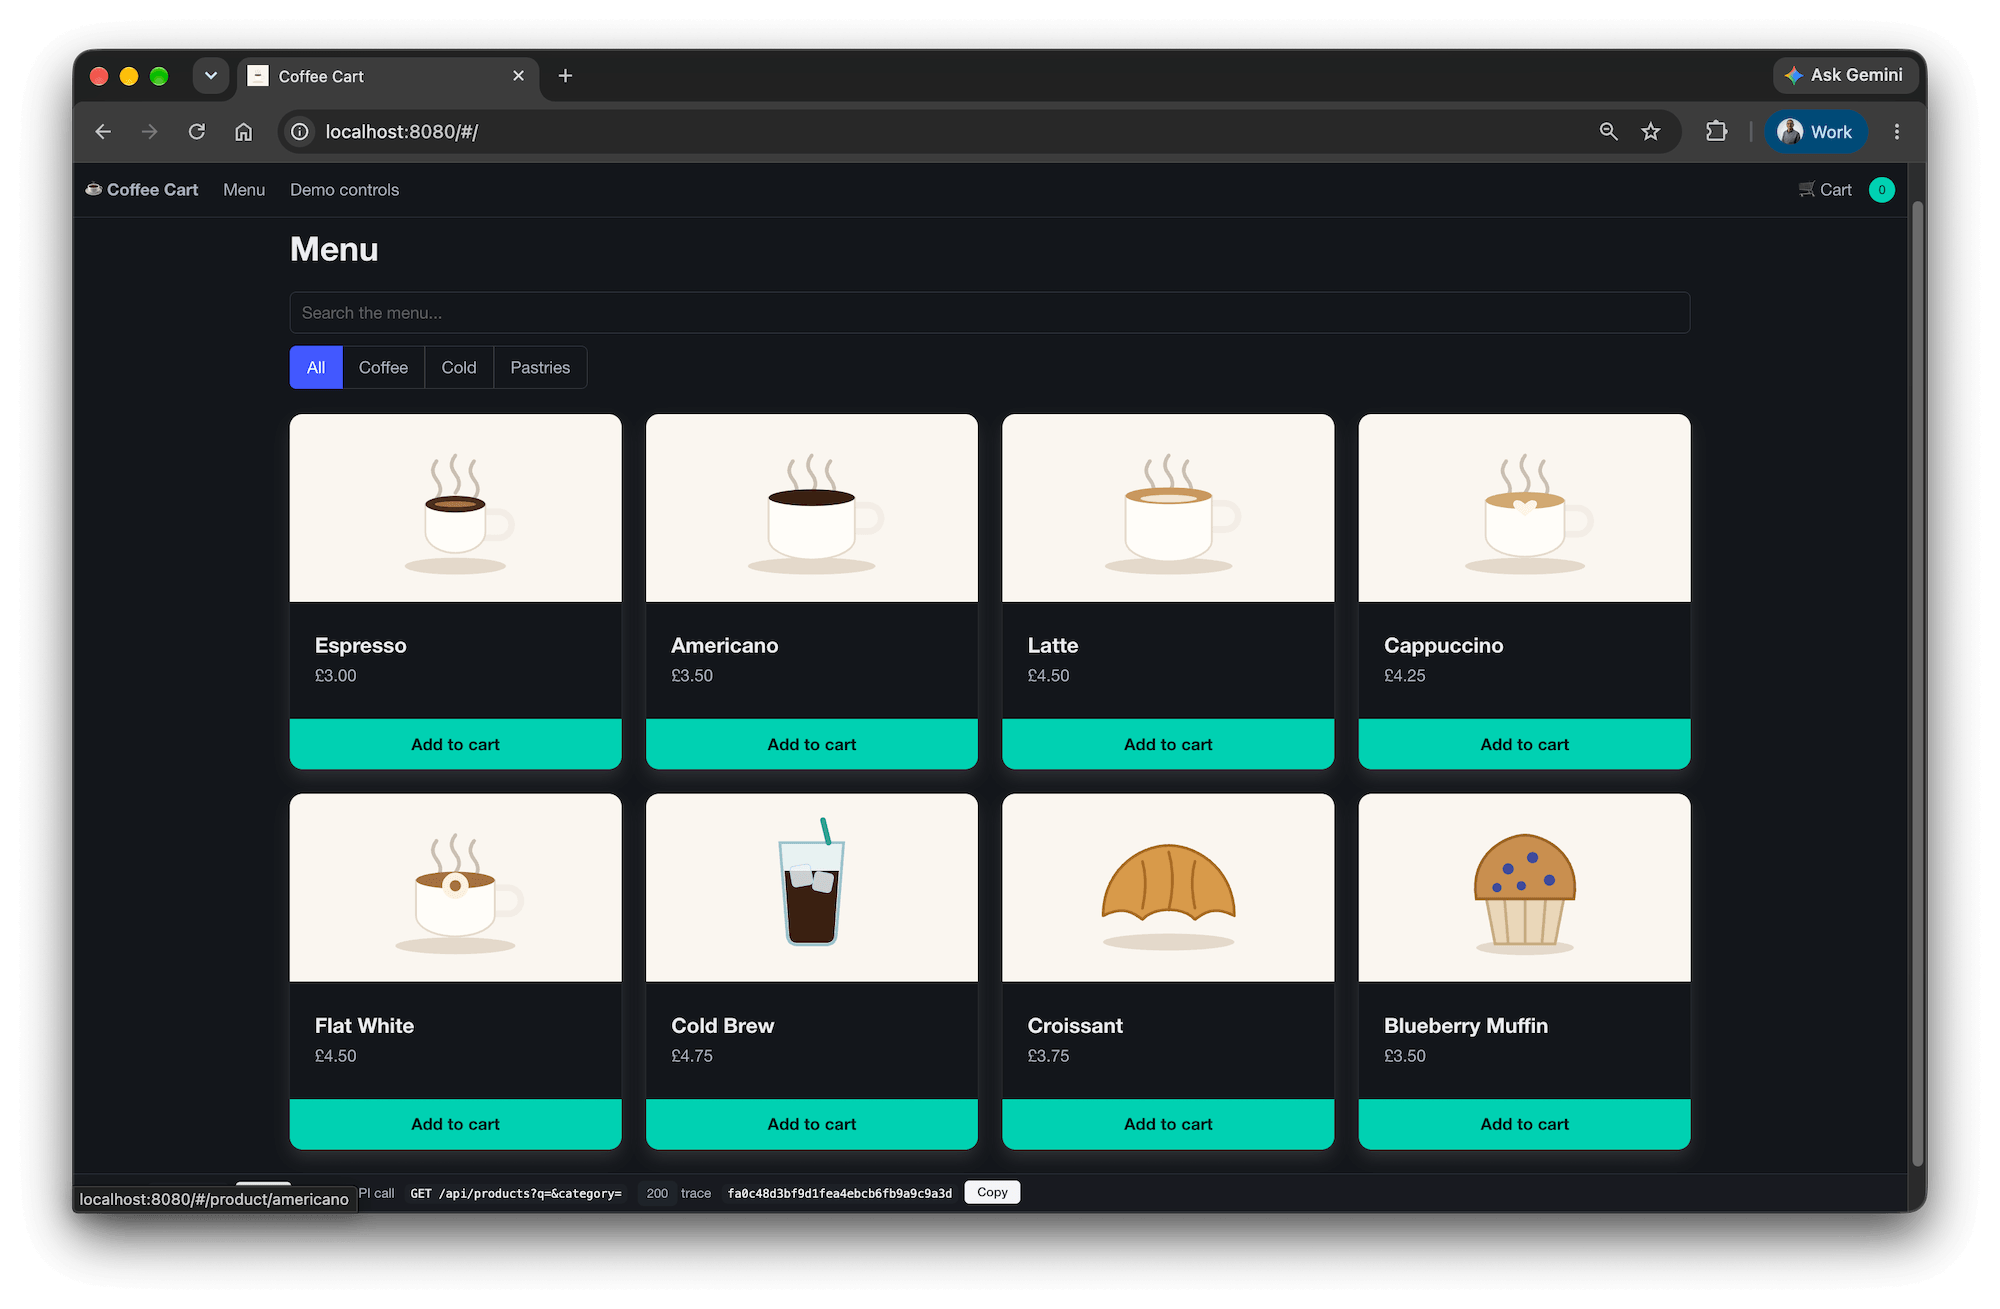 Coffee Cart
Ask Gemini
localhost:8080/#/
Work
Coffee Cart Menu Demo controls Cart 0
Menu
Search the menu...
All Coffee Cold Pastries
Espresso Americano Latte Cappuccino
£3.00 £3.50 £4.50 £4.25
Add to cart Add to cart Add to cart Add to cart
Flat White Cold Brew Croissant Blueberry Muffin
£4.50 £4.75 £3.75 £3.50
Add to cart Add to cart Add to cart Add to cart
localhost:8080/#/product/americano PI call GET /api/products?q=&category= 200 trace fa0c48d3bf9d1fea4ebcb6fb9a9c9a3d Copy